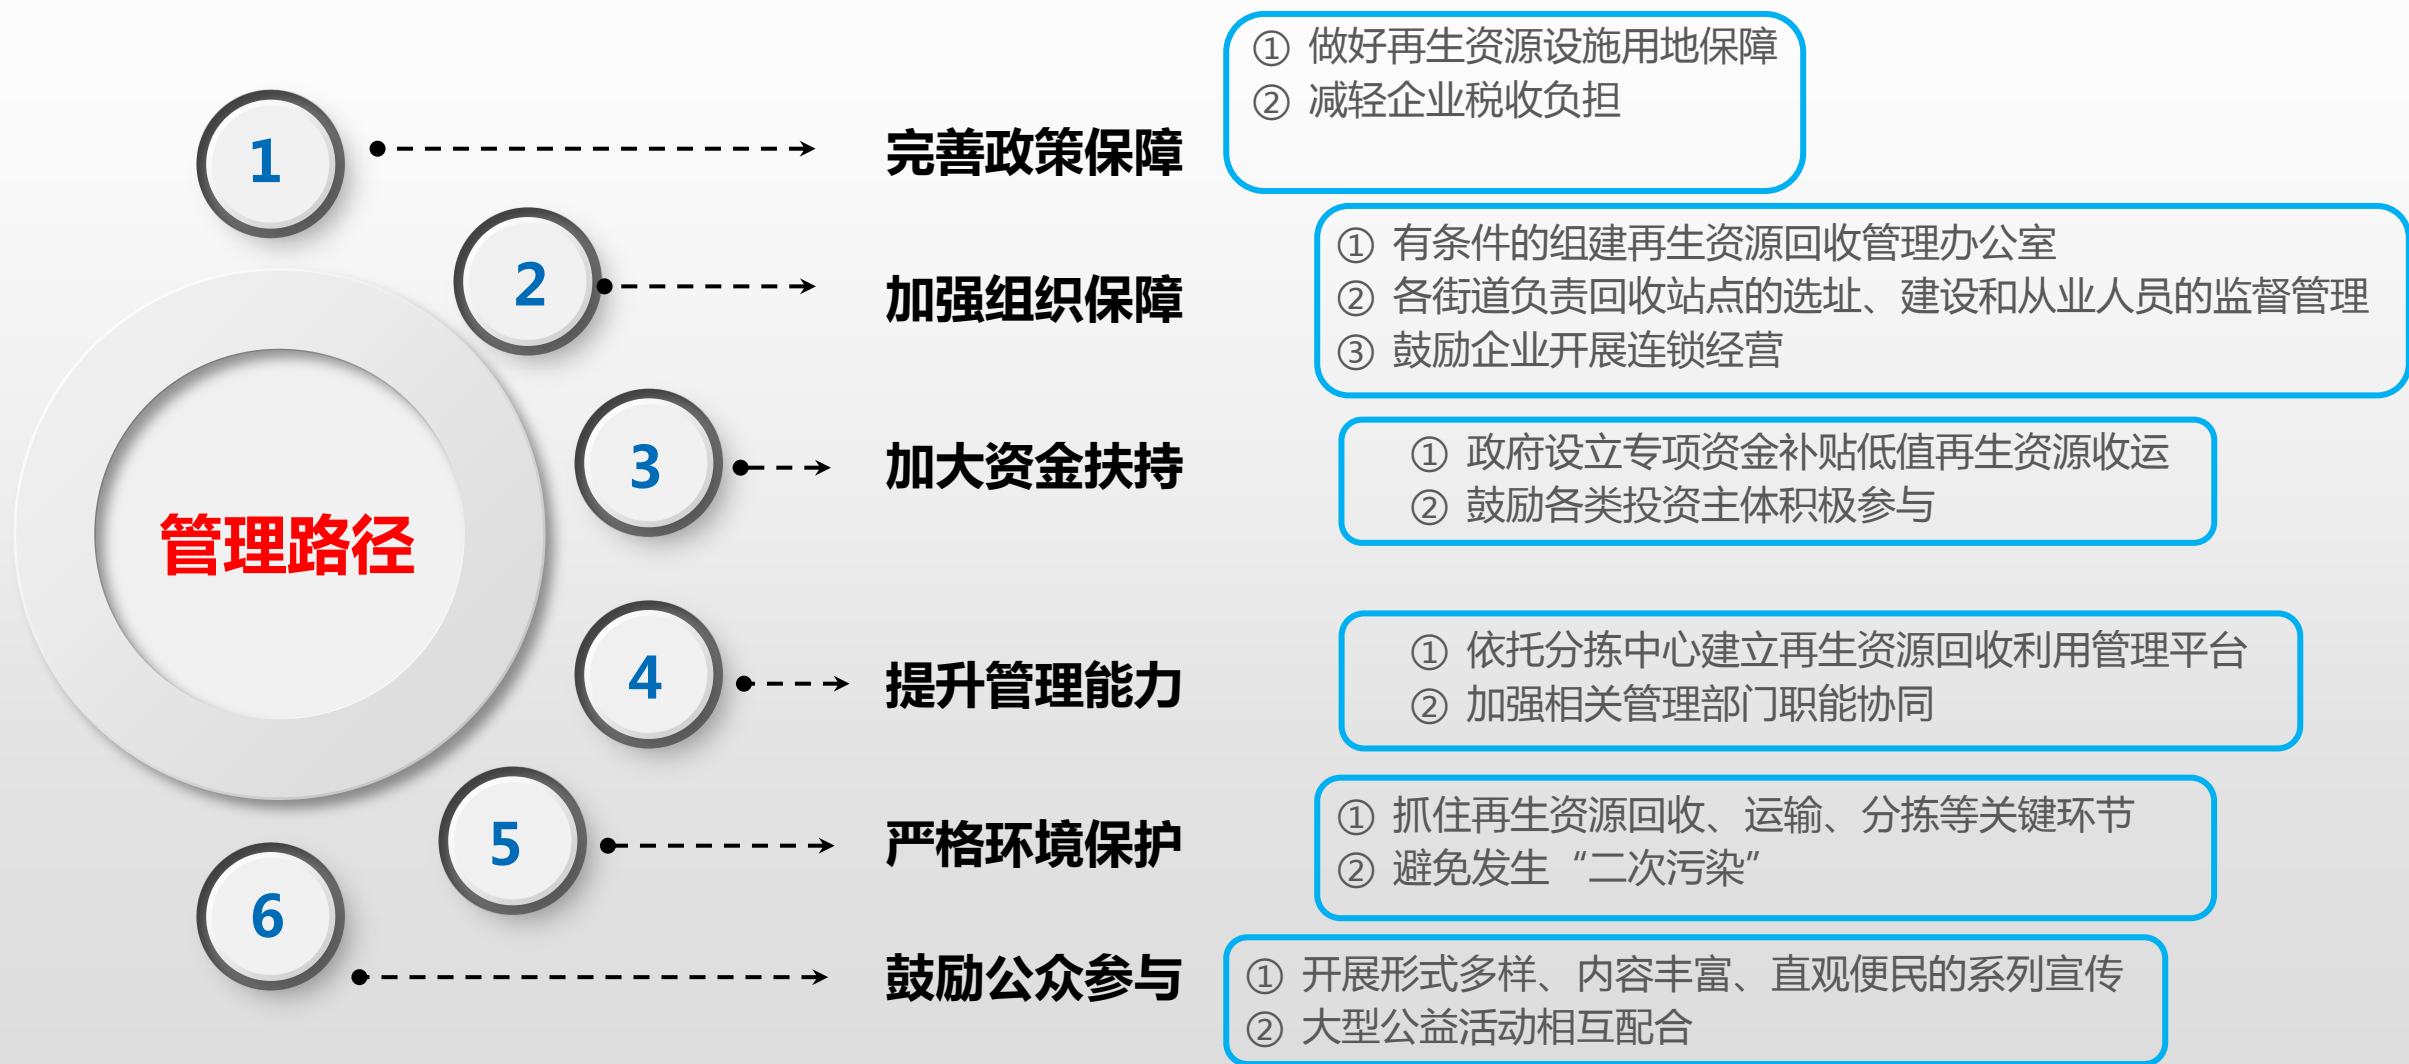 管理路径
1
完善政策保障
① 做好再生资源设施用地保障
② 减轻企业税收负担
2
加强组织保障
① 有条件的组建再生资源回收管理办公室
② 各街道负责回收站点的选址、建设和从业人员的监督管理
③ 鼓励企业开展连锁经营
3
加大资金扶持
① 政府设立专项资金补贴低值再生资源收运
② 鼓励各类投资主体积极参与
4
提升管理能力
① 依托分拣中心建立再生资源回收利用管理平台
② 加强相关管理部门职能协同
5
严格环境保护
① 抓住再生资源回收、运输、分拣等关键环节
② 避免发生“二次污染”
6
鼓励公众参与
① 开展形式多样、内容丰富、直观便民的系列宣传
② 大型公益活动相互配合